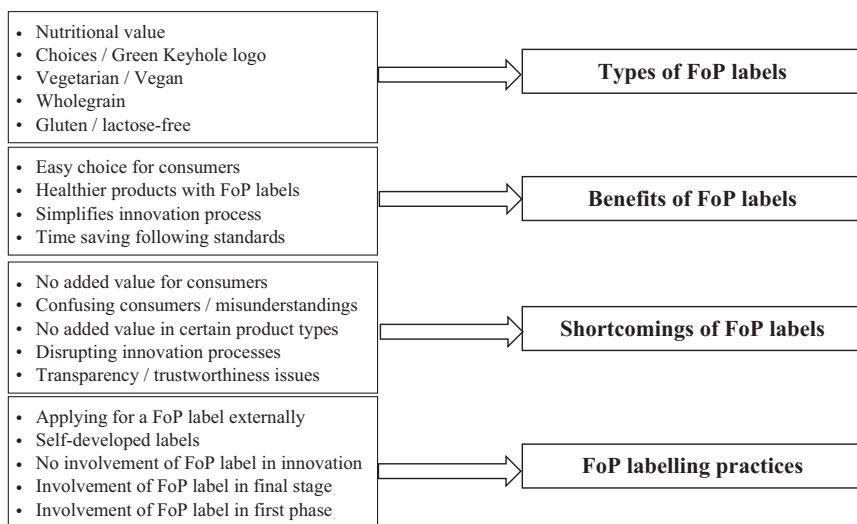 • Nutritional value
• Choices / Green Keyhole logo
• Vegetarian / Vegan
• Wholegrain
• Gluten / lactose-free
Types of FoP labels
• Easy choice for consumers
• Healthier products with FoP labels
• Simplifies innovation process
• Time saving following standards
Benefits of FoP labels
• No added value for consumers
• Confusing consumers / misunderstandings
• No added value in certain product types
• Disrupting innovation processes
• Transparency / trustworthiness issues
Shortcomings of FoP labels
• Applying for a FoP label externally
• Self-developed labels
• No involvement of FoP label in innovation
• Involvement of FoP label in final stage
• Involvement of FoP label in first phase
FoP labelling practices